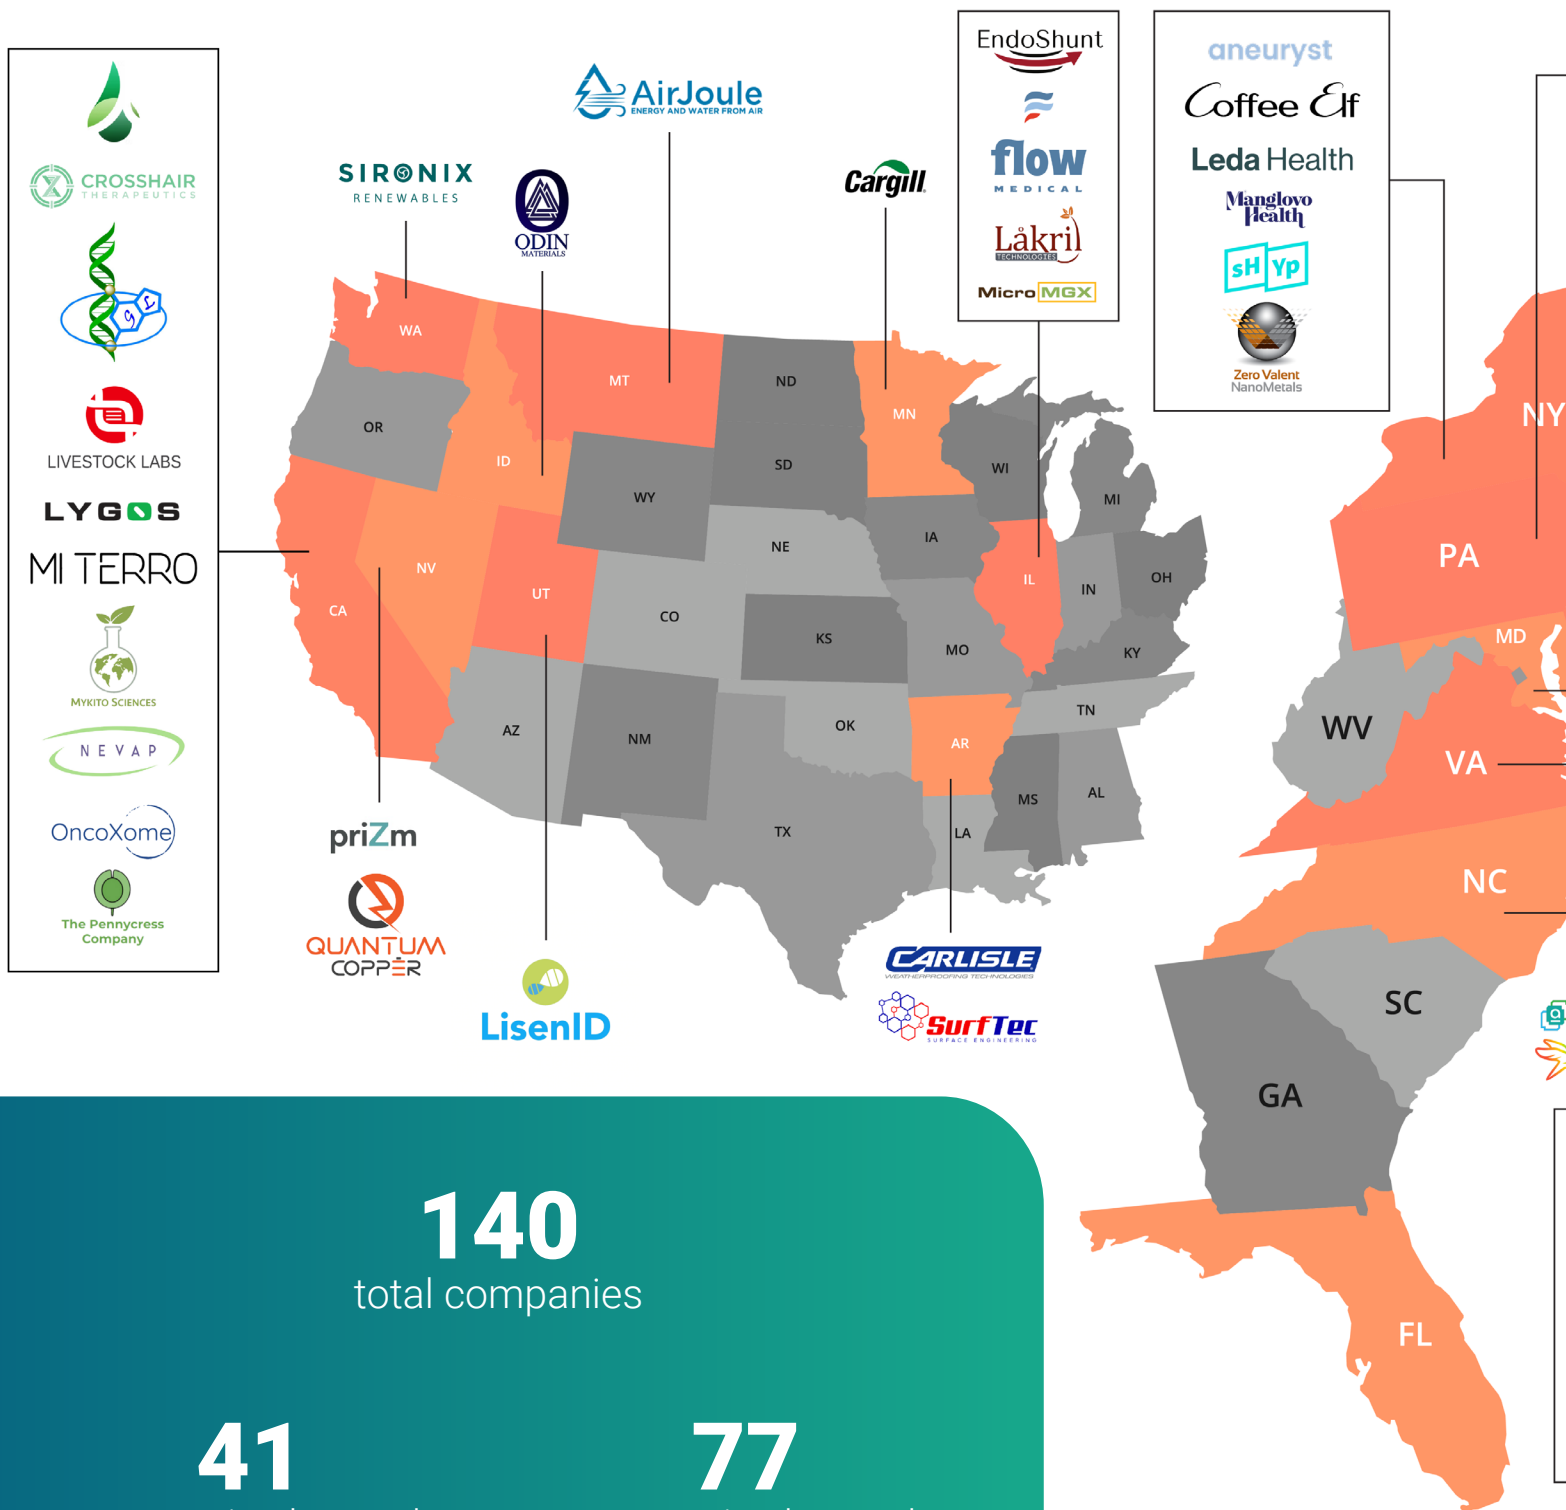 CROSSHAIR
THERAPEUTICS
g L
LIVESTOCK LABS
LYGOS
MI TERRO
MYKITO SCIENCES
NEVAP
OncoXome
The Pennycress
Company
SIRONIX
RENEWABLES
ODIN
MATERIALS
AirJoule
ENERGY AND WATER FROM AIR
Cargill
EndoShunt
flow
MEDICAL
Låkril
TECHNOLOGIES
Micro MGX
aneuryst
Coffee Elf
Leda Health
Manglovo
Health
sH Yp
Zero Valent
NanoMetals
WA
MT
ND
MN
OR
ID
SD
WI
MI
WY
IA
NE
NV
UT
CA
CO
KS
MO
IL
IN
OH
KY
AZ
NM
OK
AR
TN
MS
AL
TX
LA
NY
PA
MD
WV
VA
NC
SC
GA
FL
priZm
QUANTUM
COPPER
LisenID
CARLISLE
WEATHERPROOFING TECHNOLOGIES
SurfTec
SURFACE ENGINEERING
140
total companies
41
77